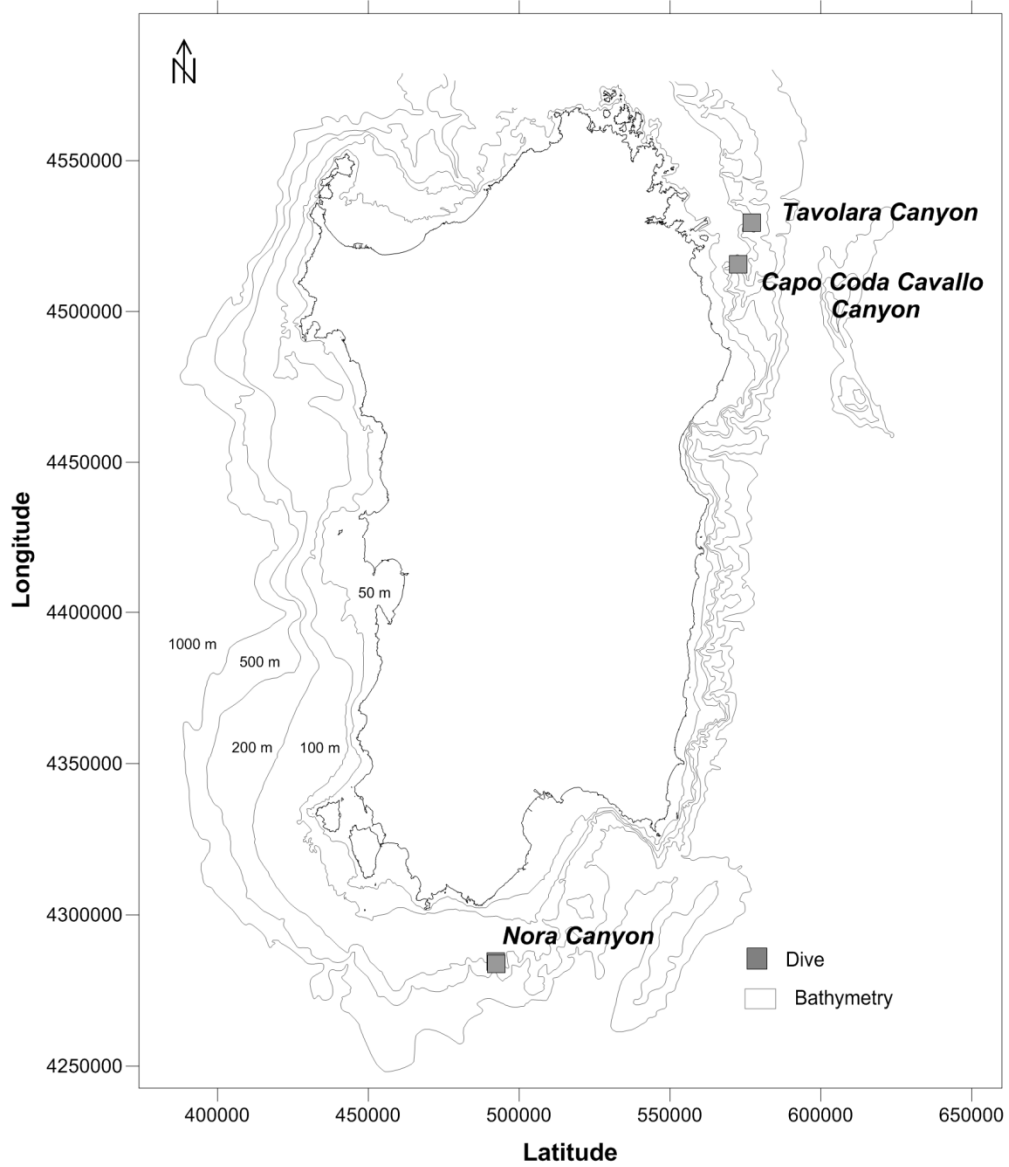 N
4550000
Tavolara Canyon
Capo Coda Cavallo
Canyon
4500000
4450000
Longitude
50 m
4400000
1000 m
500 m
200 m
100 m
4350000
4300000
Nora Canyon
Dive
Bathymetry
4250000
400000 450000 500000 550000 600000 650000
Latitude